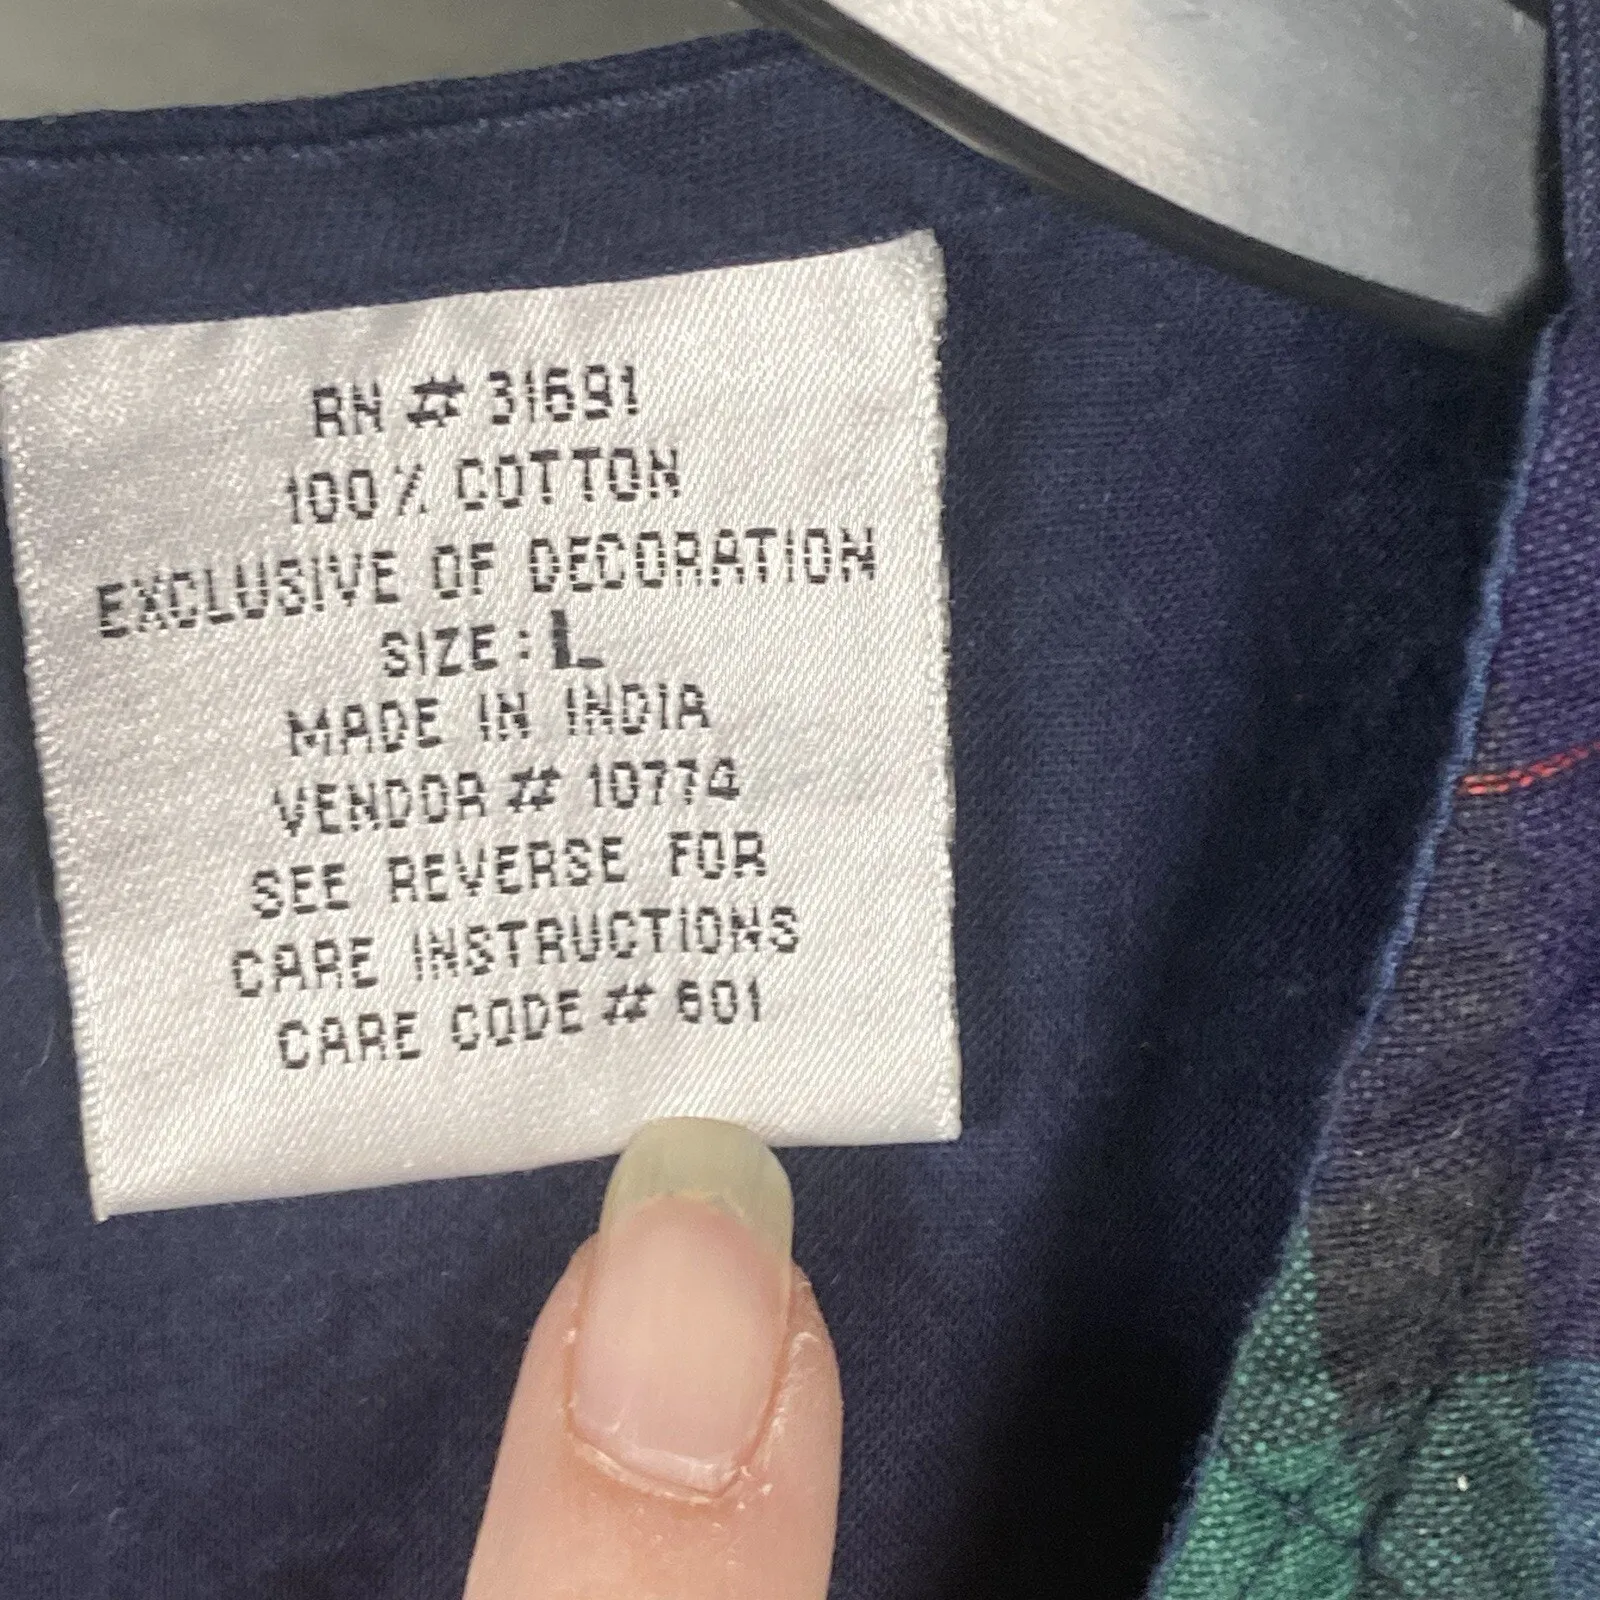 RN # 31691
100% COTTON
EXCLUSIVE OF DECORATION
SIZE: L
MADE IN INDIA
VENDOR # 10774
SEE REVERSE FOR
CARE INSTRUCTIONS
CARE CODE # 601